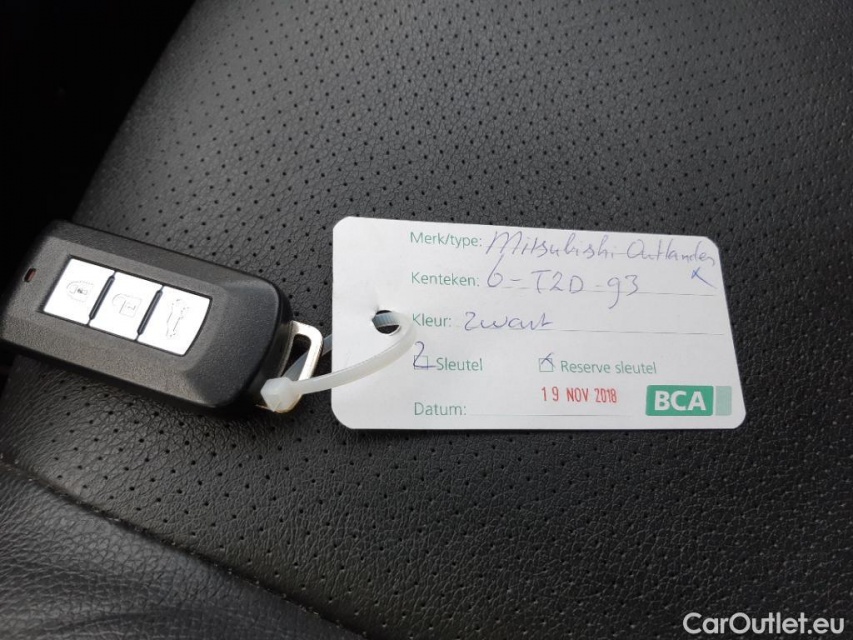 Merk/type: Mitsubishi Outlander
Kenteken: 6-TZD-93
Kleur: zwart
2 Sleutel Reserve sleutel
19 NOV 2018
Datum:
BCA
CarOutlet.eu